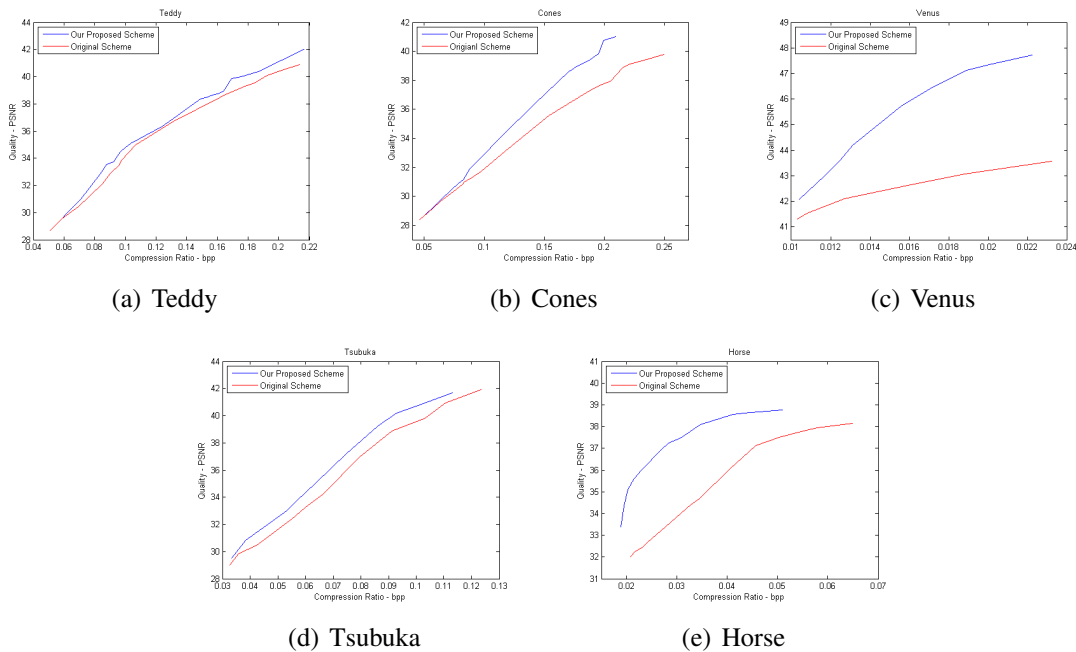 Teddy
Our Proposed Scheme
Original Scheme
Quality - PSNR
44
42
40
38
36
34
32
30
28
0.04 0.06 0.08 0.1 0.12 0.14 0.16 0.18 0.2 0.22
Compression Ratio - bpp
(a) Teddy
Cones
Our Proposed Scheme
Origianl Scheme
Quality - PSNR
42
40
38
36
34
32
30
28
0.05 0.1 0.15 0.2 0.25
Compression Ratio - bpp
(b) Cones
Venus
Our Proposed Scheme
Original Scheme
Quality - PSNR
48
47
46
45
44
43
42
41
0.01 0.012 0.014 0.016 0.018 0.02 0.022 0.024
Compression Ratio - bpp
(c) Venus
Tsubuka
Our Proposed Scheme
Original Scheme
Quality - PSNR
44
42
40
38
36
34
32
30
28
0.03 0.04 0.05 0.06 0.07 0.08 0.09 0.1 0.11 0.12 0.13
Compression Ratio - bpp
(d) Tsubuka
Horse
Our Proposed Scheme
Original Scheme
Quality - PSNR
41
40
39
38
37
36
35
34
33
32
31
0.02 0.03 0.04 0.05 0.06 0.07
Compression Ratio - bpp
(e) Horse